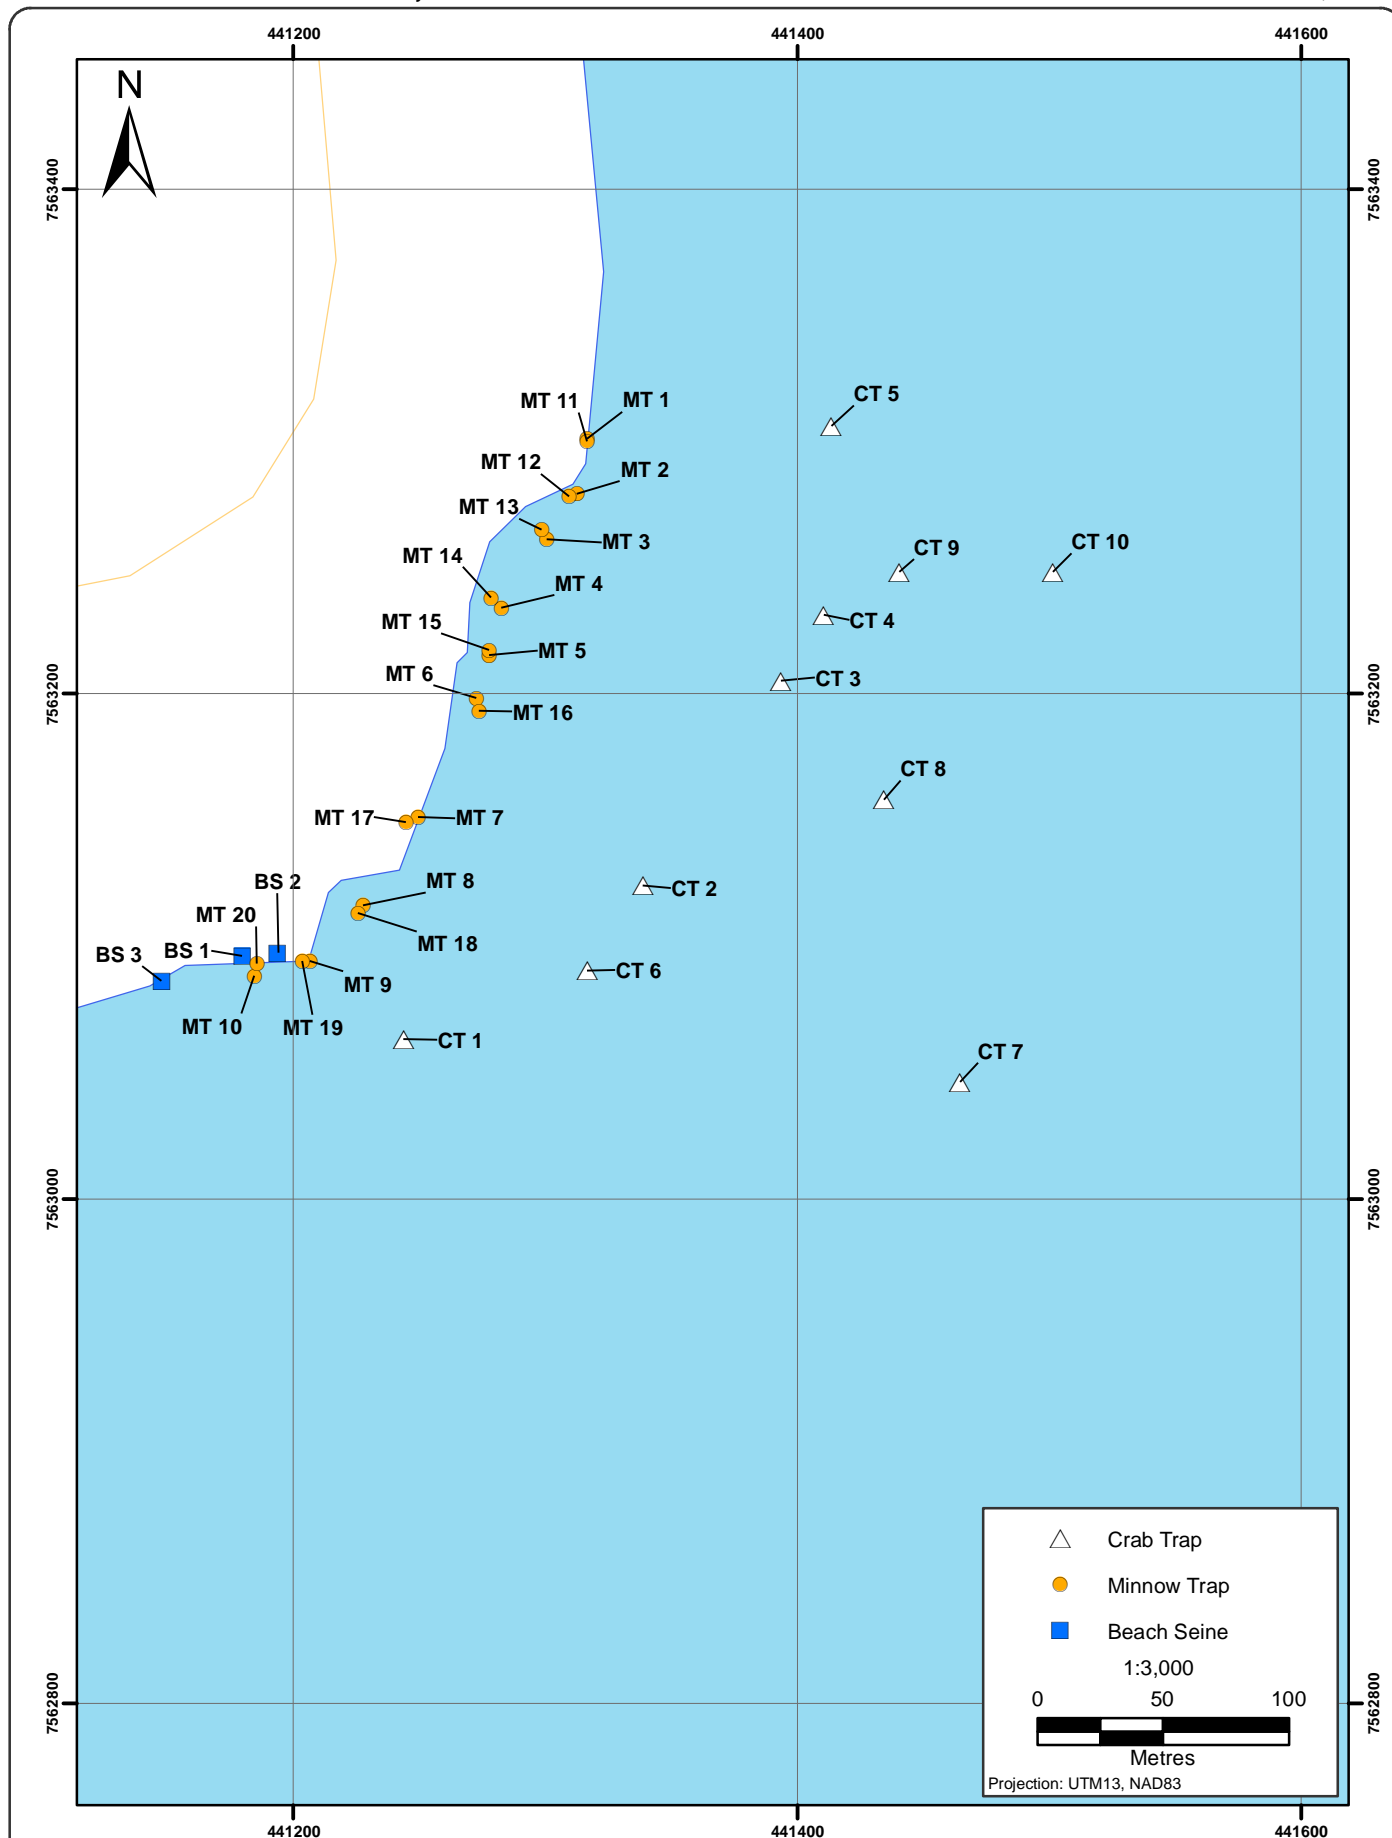 441200
441400
441600
N
7563400
7563400
CT 5
MT 11
MT 1
MT 12
MT 2
MT 13
MT 3
CT 9
CT 10
MT 14
MT 4
CT 4
MT 15
MT 5
MT 6
CT 3
7563200
7563200
MT 16
CT 8
MT 17
MT 7
BS 2
MT 8
CT 2
MT 20
MT 18
BS 3
BS 1
CT 6
MT 9
MT 10
MT 19
CT 1
CT 7
7563000
7563000
Crab Trap
Minnow Trap
Beach Seine
1:3,000
0 50 100
Metres
Projection: UTM13, NAD83
7562800
7562800
441200
441400
441600